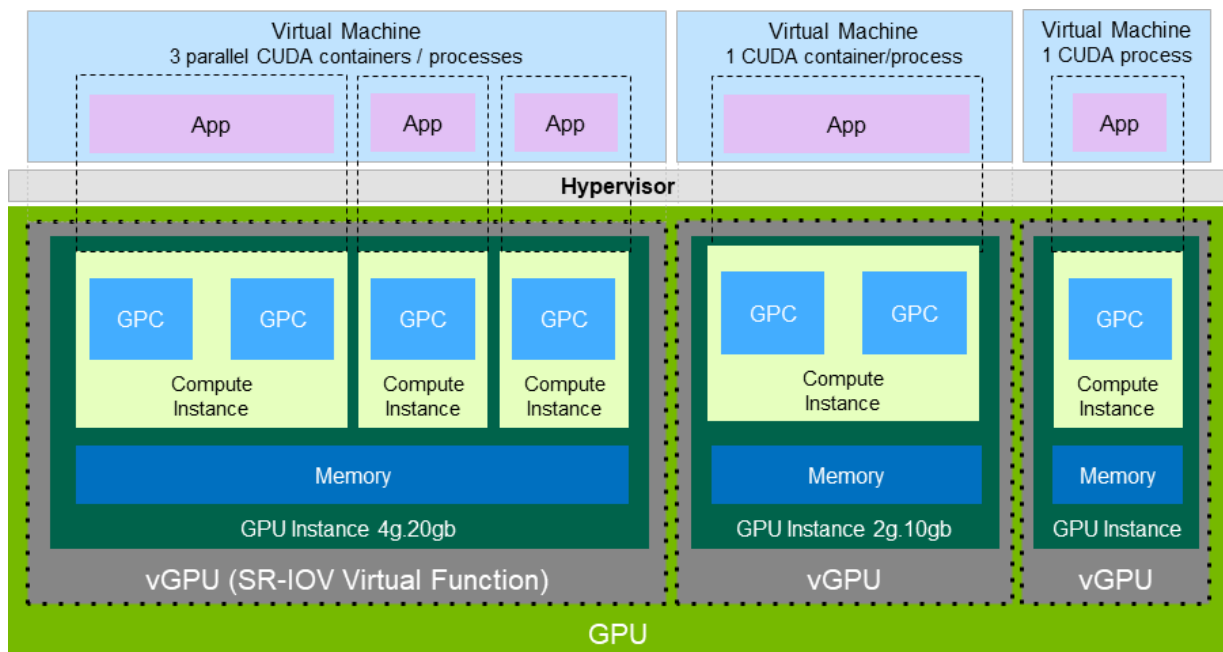 Virtual Machine
3 parallel CUDA containers / processes
Virtual Machine
1 CUDA container/process
Virtual Machine
1 CUDA process
App
App
App
App
App
Hypervisor
GPC
GPC
GPC
GPC
GPC
GPC
GPC
Compute
Instance
Compute
Instance
Compute
Instance
Compute
Instance
Compute
Instance
Memory
Memory
Memory
GPU Instance 4g.20gb
GPU Instance 2g.10gb
GPU Instance
vGPU (SR-IOV Virtual Function)
vGPU
vGPU
GPU